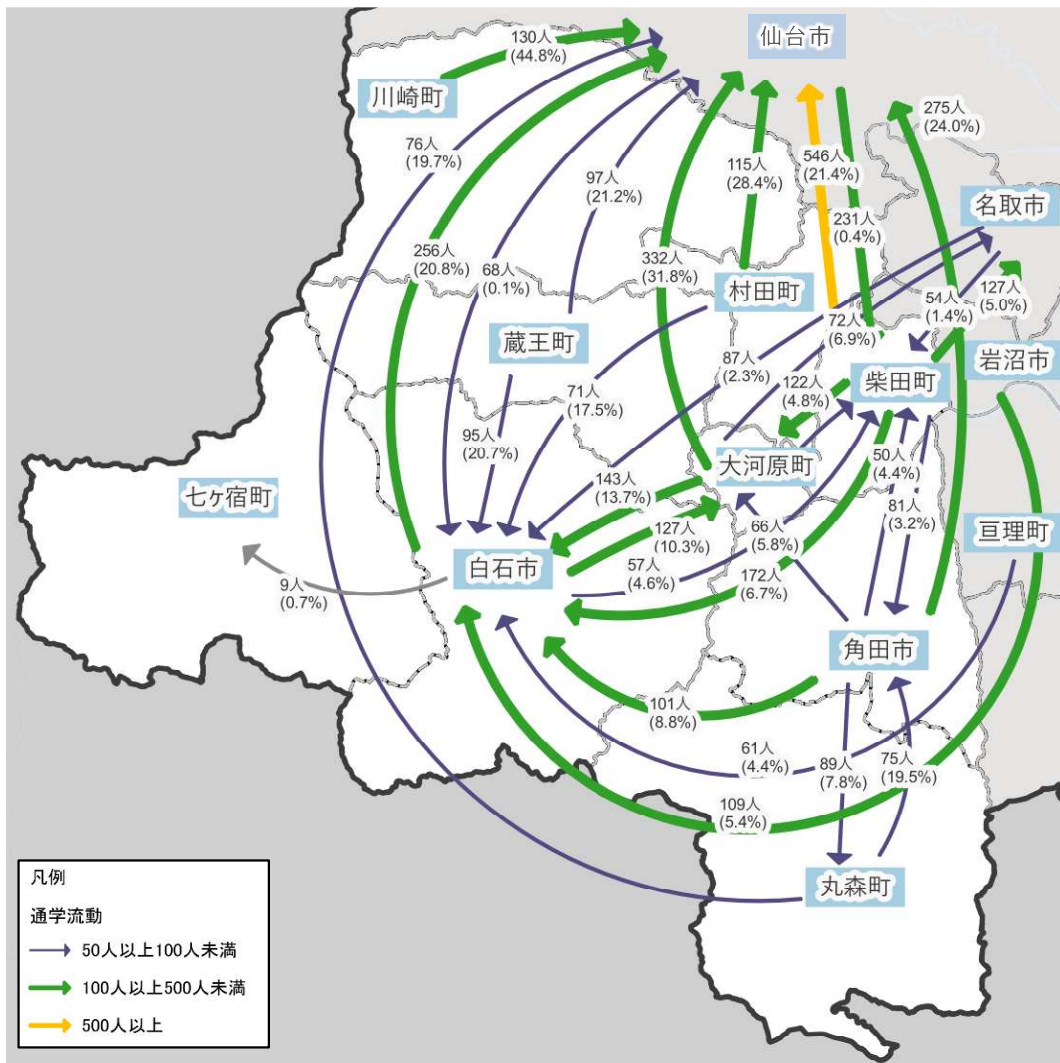 仙台市
130人
(44.8%)
川崎町
275人
(24.0%)
76人
(19.7%)
97人
(21.2%)
115人
(28.4%)
546人
(21.4%)
名取市
231人
(0.4%)
256人
(20.8%)
68人
(0.1%)
332人
(31.8%)
村田町
54人
(1.4%)
127人
(5.0%)
72人
(6.9%)
蔵王町
87人
(2.3%)
岩沼市
柴田町
71人
(17.5%)
122人
(4.8%)
95人
(20.7%)
50人
(4.4%)
大河原町
143人
(13.7%)
七ヶ宿町
81人
(3.2%)
66人
(5.8%)
127人
(10.3%)
亘理町
白石市
57人
(4.6%)
172人
(6.7%)
9人
(0.7%)
角田市
101人
(8.8%)
61人
(4.4%)
89人
(7.8%)
75人
(19.5%)
109人
(5.4%)
丸森町
凡例
通学流動
50人以上100人未満
100人以上500人未満
500人以上